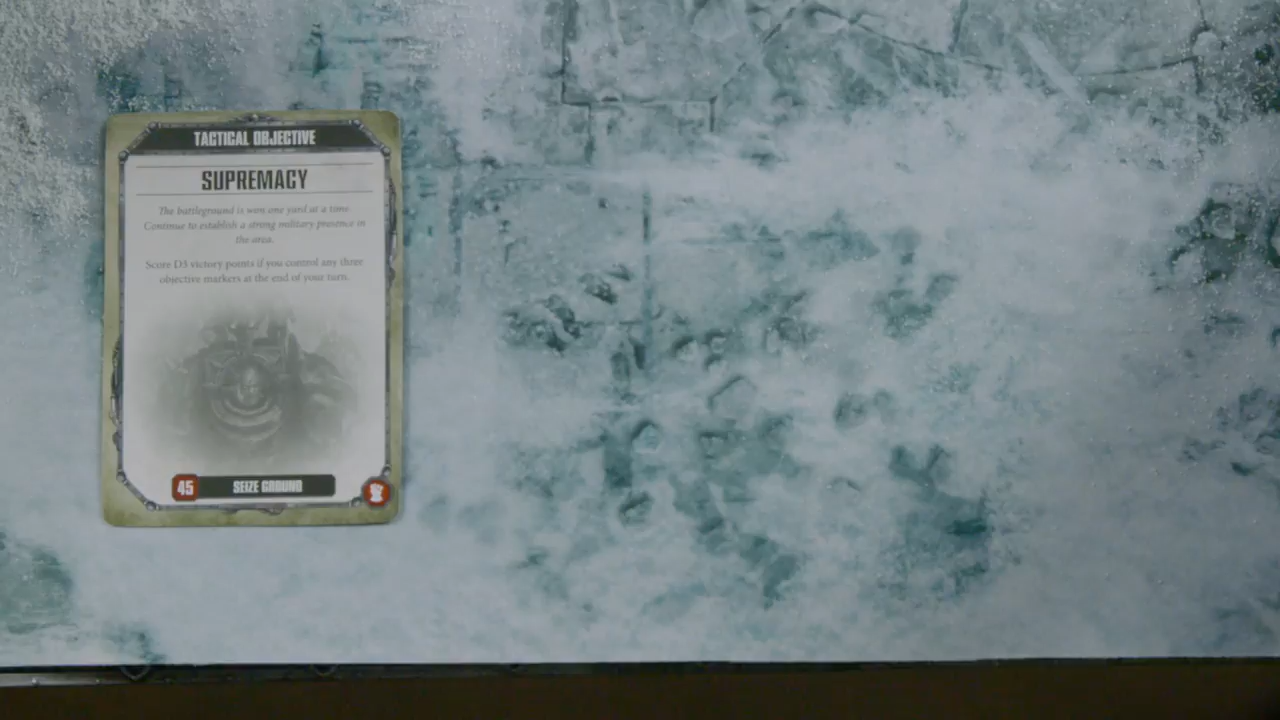 TACTICAL OBJECTIVE
SUPREMACY
The battleground is won one yard at a time.
Continue to establish a strong military presence in
the area.
Score D3 victory points if you control any three
objective markers at the end of your turn.
45 SEIZE GROUND